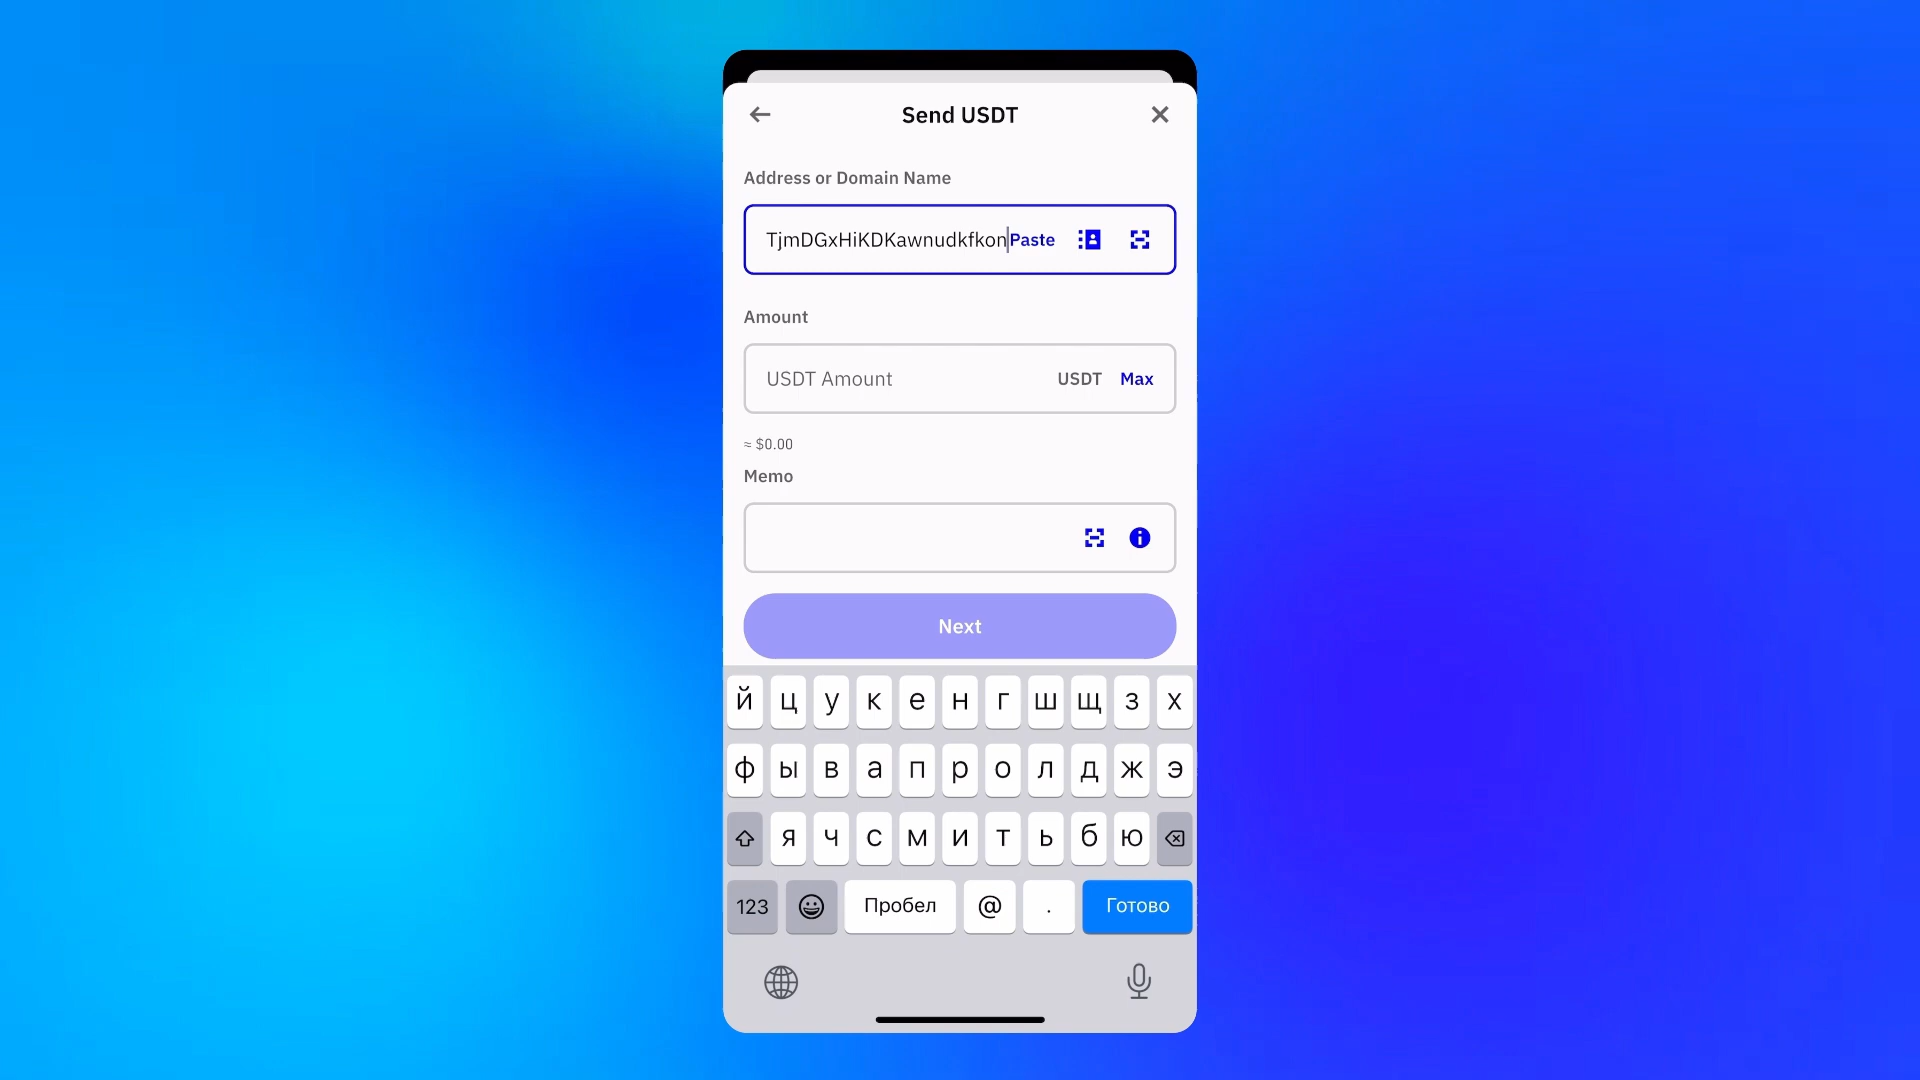 Send USDT
Address or Domain Name
TjmDGxHiKDKawnudkfkon Paste
Amount
USDT Amount USDT Max
≈ $0.00
Memo
Next
й ц у к е н г ш щ з х
ф ы в а п р о л д ж э
я ч с м и т ь б ю
123 Пробел @ . Готово